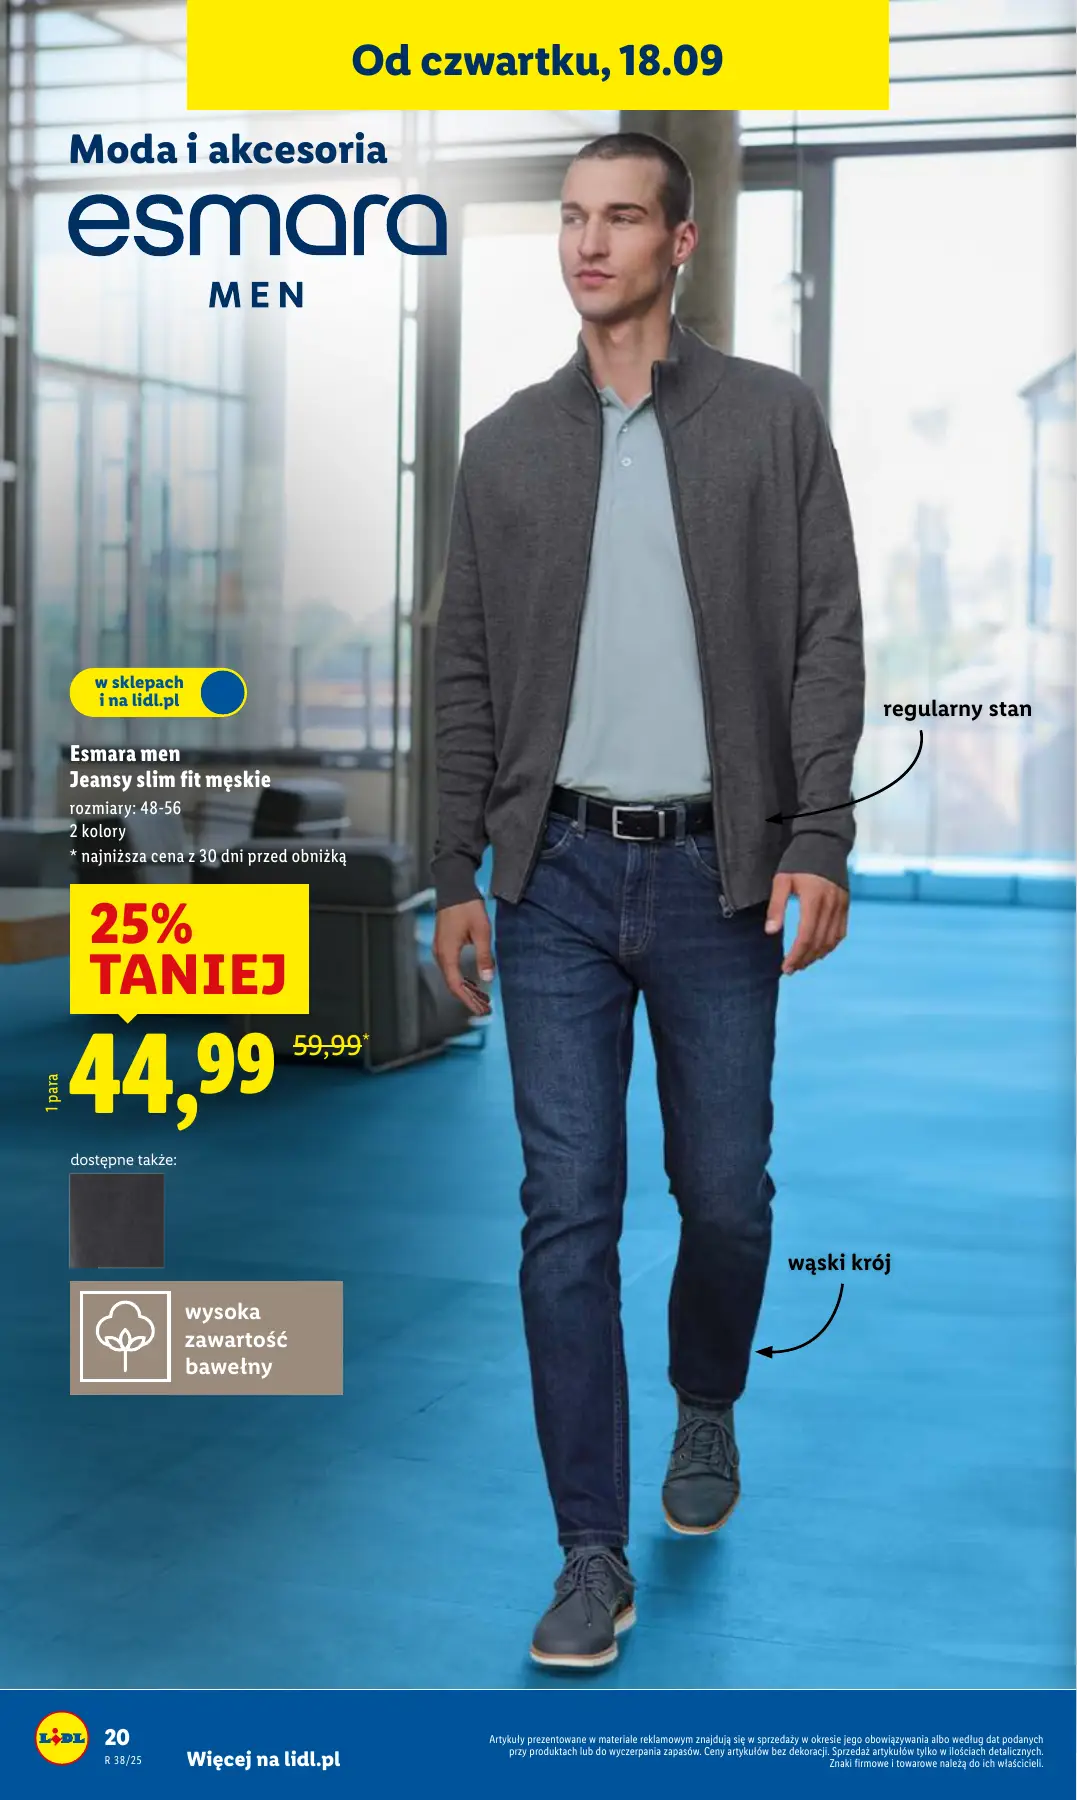 Od czwartku, 18.09
Moda i akcesoria
esmara
MEN
w sklepach
i na lidl.pl
Esmara men
Jeansy slim fit męskie
rozmiary: 48-56
2 kolory
* najniższa cena z 30 dni przed obniżką
25%
TANIEJ
1 para
44,99
59,99*
dostępne także:
wysoka
zawartość
bawełny
regularny stan
wąski krój
LIDL
20
R 38/25
Więcej na lidl.pl
Artykuły prezentowane w materiale reklamowym znajdują się w sprzedaży w okresie jego obowiązywania albo według dat podanych
przy produktach lub do wyczerpania zapasów. Ceny artykułów bez dekoracji. Sprzedaż artykułów tylko w ilościach detalicznych.
Znaki firmowe i towarowe należą do ich właścicieli.